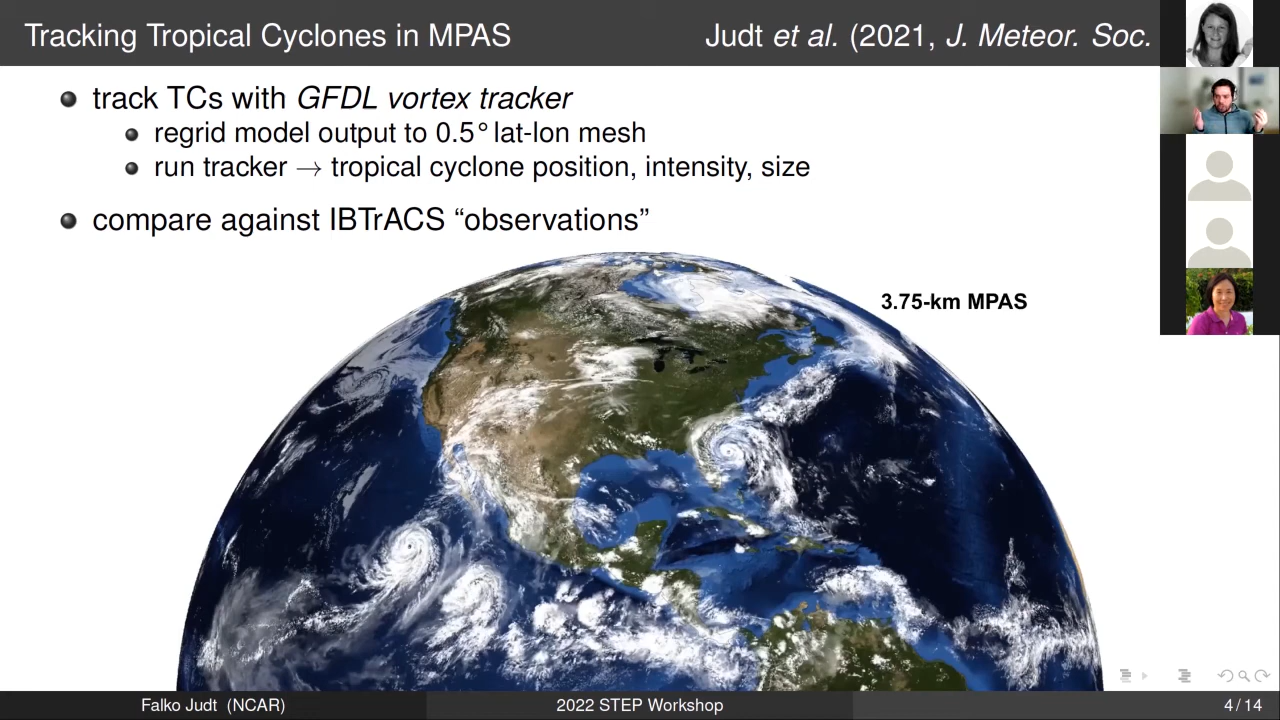 Tracking Tropical Cyclones in MPAS
Judt et al. (2021, J. Meteor. Soc.
track TCs with GFDL vortex tracker
regrid model output to 0.5° lat-lon mesh
run tracker → tropical cyclone position, intensity, size
compare against IBTrACS “observations”
3.75-km MPAS
Falko Judt (NCAR)
2022 STEP Workshop
4 / 14